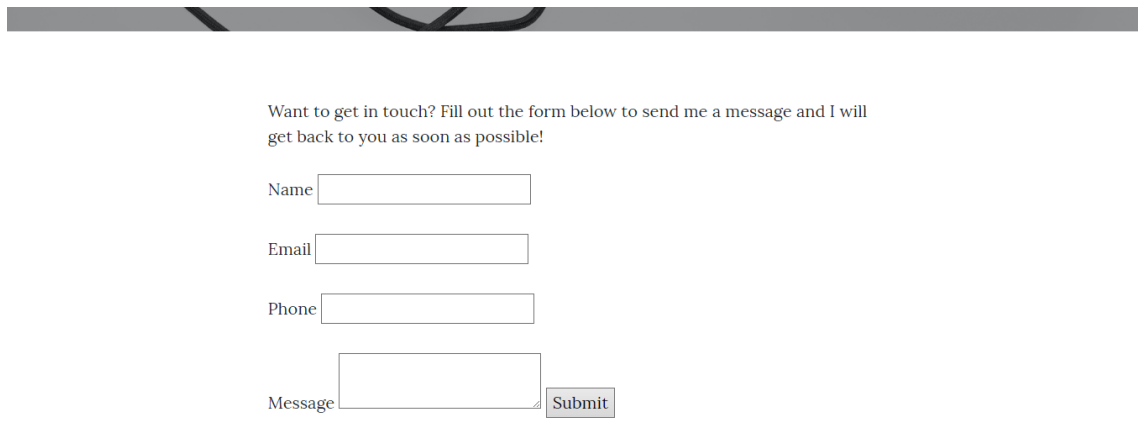 Want to get in touch? Fill out the form below to send me a message and I will
get back to you as soon as possible!
Name
Email
Phone
Message Submit